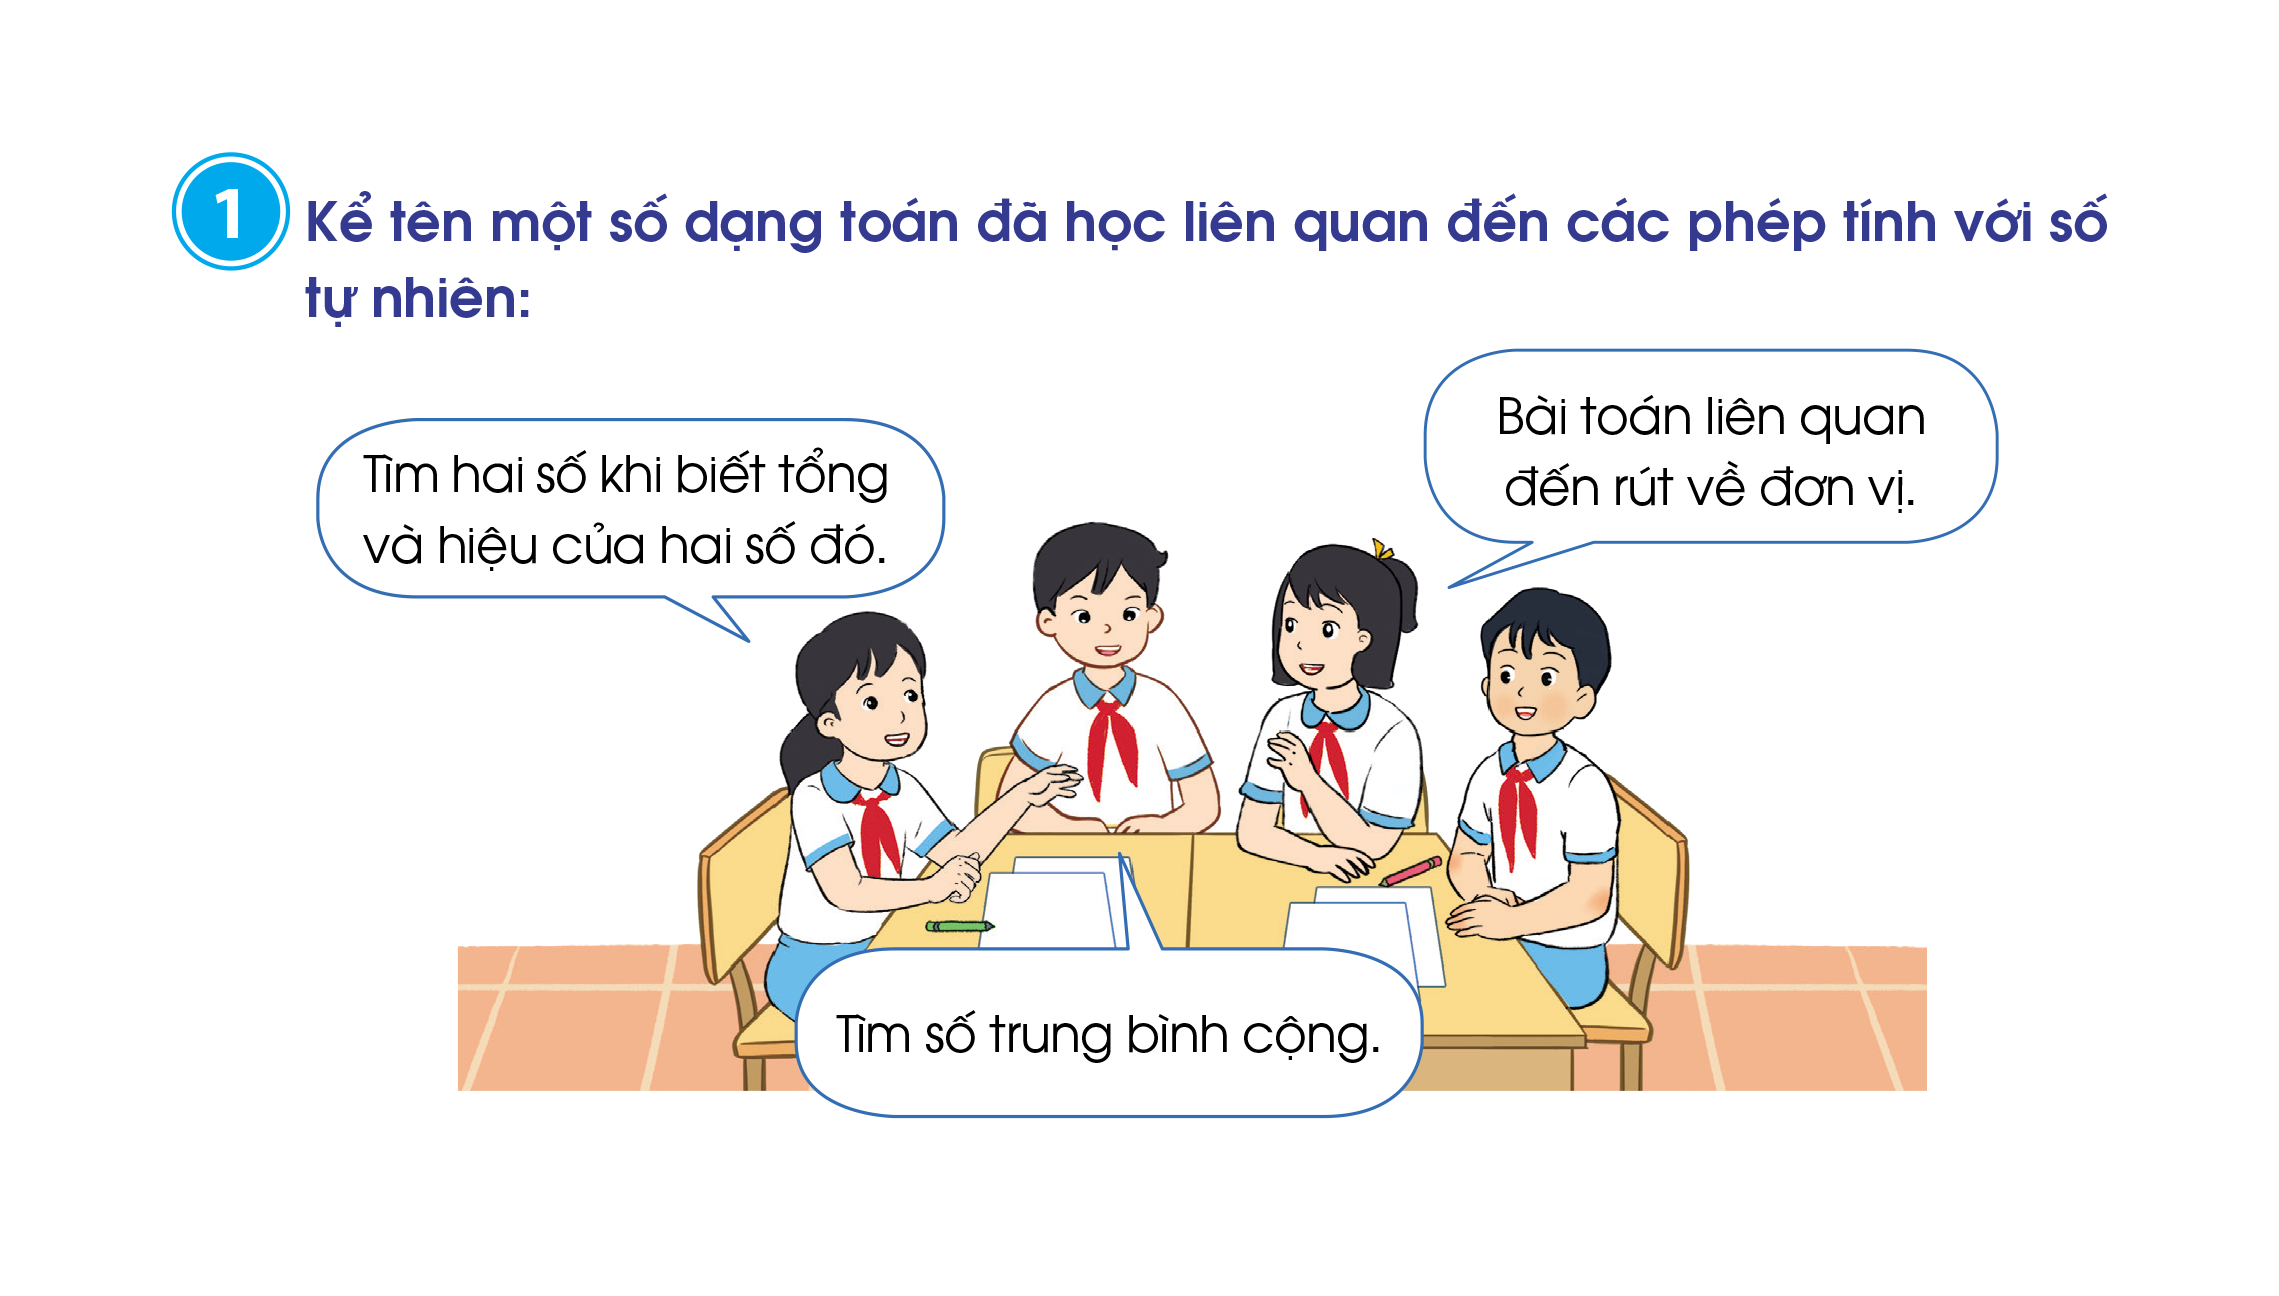 1
Kể tên một số dạng toán đã học liên quan đến các phép tính với số
tự nhiên:
Tìm hai số khi biết tổng
và hiệu của hai số đó.
Bài toán liên quan
đến rút về đơn vị.
Tìm số trung bình cộng.